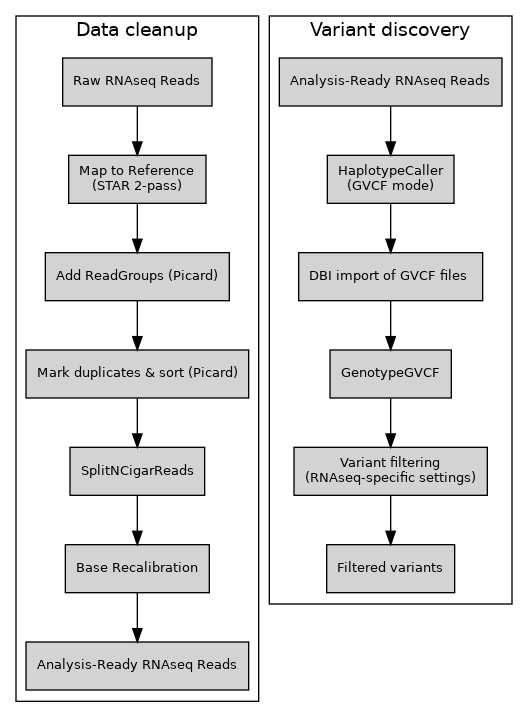 Data cleanup
Raw RNAseq Reads
Map to Reference
(STAR 2-pass)
Add ReadGroups (Picard)
Mark duplicates & sort (Picard)
SplitNCigarReads
Base Recalibration
Analysis-Ready RNAseq Reads
Variant discovery
Analysis-Ready RNAseq Reads
HaplotypeCaller
(GVCF mode)
DBI import of GVCF files
GenotypeGVCF
Variant filtering
(RNAseq-specific settings)
Filtered variants